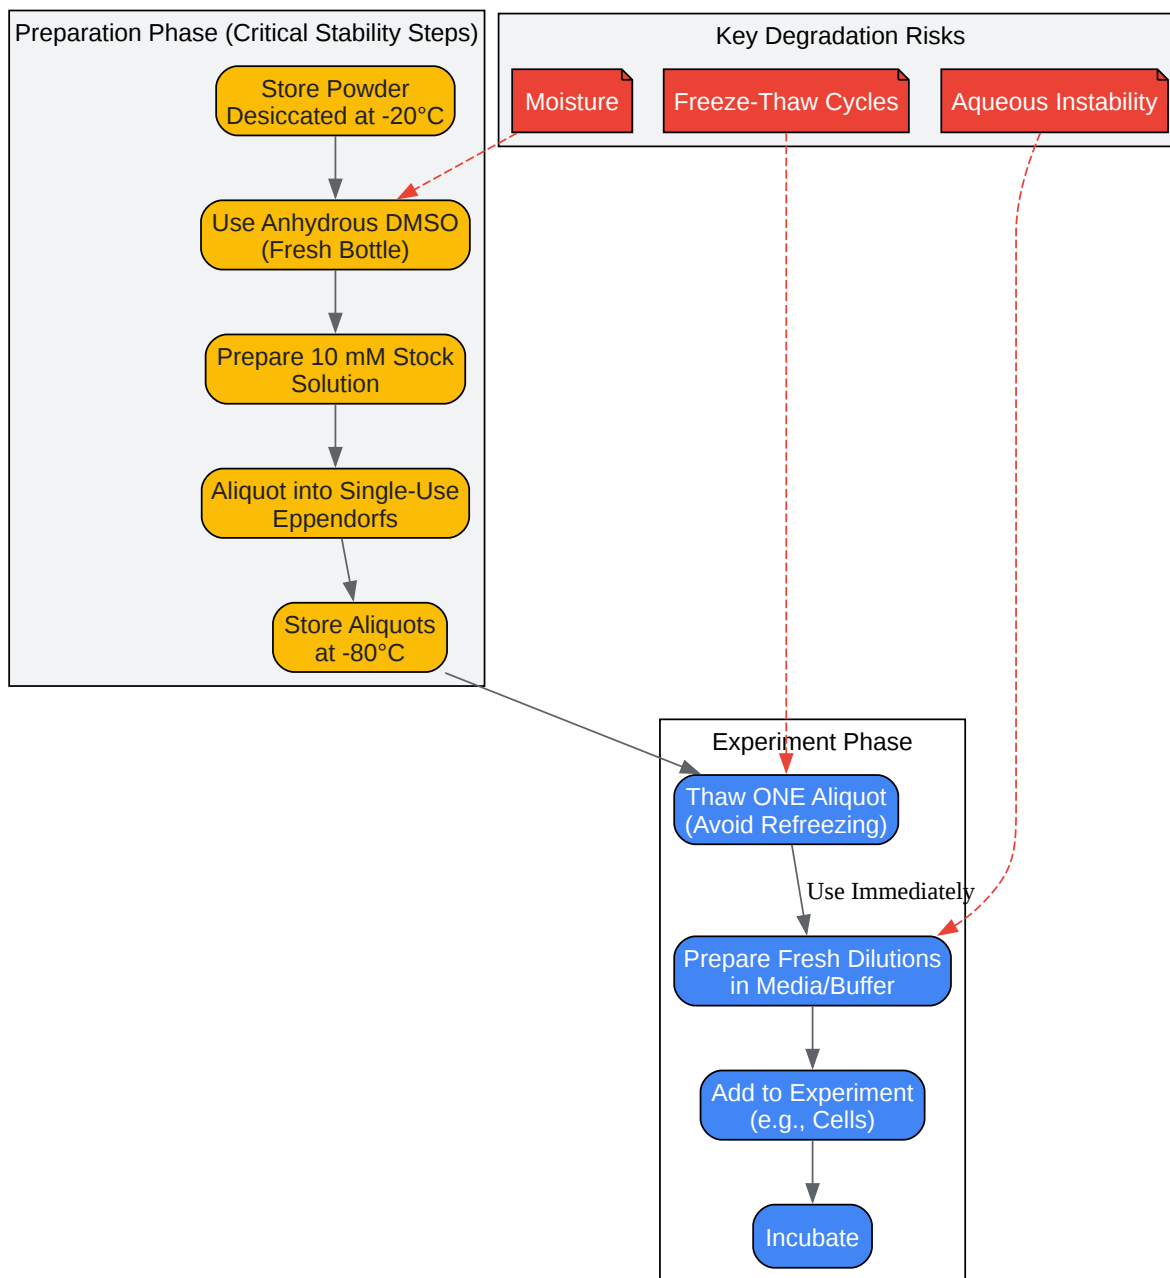 Preparation Phase (Critical Stability Steps)
Store Powder
Desiccated at -20°C
Use Anhydrous DMSO
(Fresh Bottle)
Prepare 10 mM Stock
Solution
Aliquot into Single-Use
Eppendorfs
Store Aliquots
at -80°C
Key Degradation Risks
Moisture
Freeze-Thaw Cycles
Aqueous Instability
Experiment Phase
Thaw ONE Aliquot
(Avoid Refreezing)
Use Immediately
Prepare Fresh Dilutions
in Media/Buffer
Add to Experiment
(e.g., Cells)
Incubate